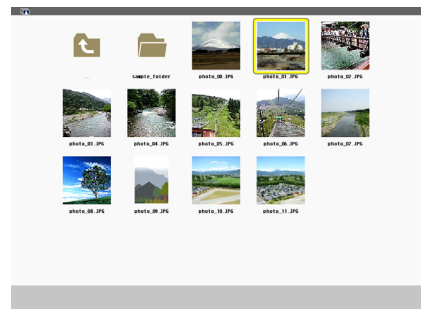 ..
sample_folder
photo_00.JPG
photo_01.JPG
photo_02.JPG
photo_03.JPG
photo_04.JPG
photo_05.JPG
photo_06.JPG
photo_07.JPG
photo_08.JPG
photo_09.JPG
photo_10.JPG
photo_11.JPG